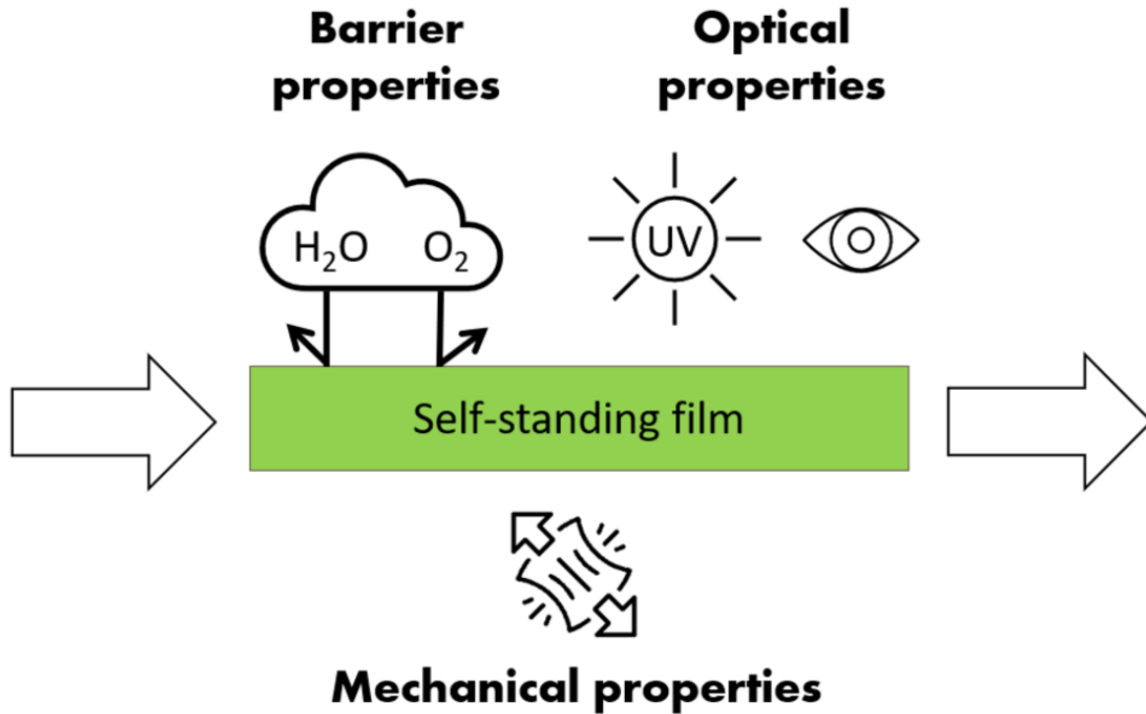 Barrier
properties
Optical
properties
H₂O
O₂
UV
Self-standing film
Mechanical properties